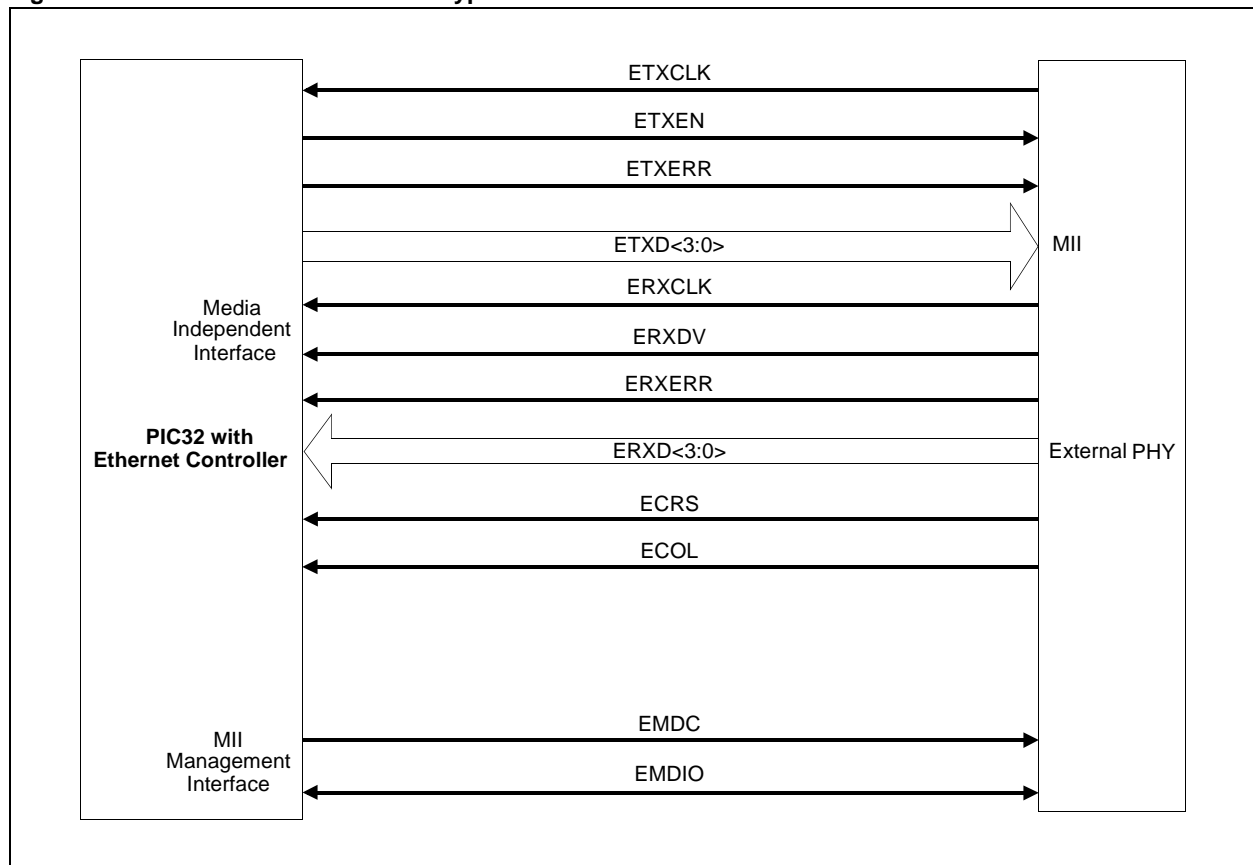 ETXCLK
ETXEN
ETXERR
ETXD<3:0>
MII
ERXCLK
Media
Independent
Interface
ERXDV
ERXERR
PIC32 with
Ethernet Controller
ERXD<3:0>
External PHY
ECRS
ECOL
EMDC
MII
Management
Interface
EMDIO